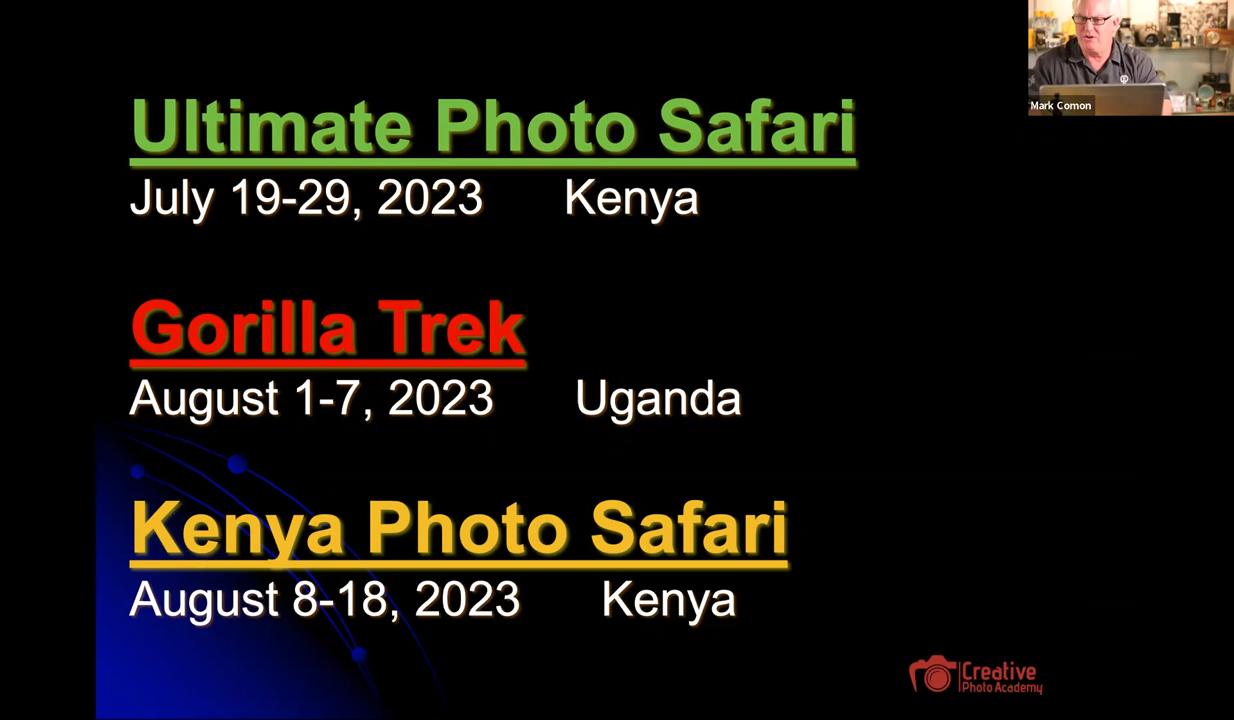 Mark Comon
Ultimate Photo Safari
July 19-29, 2023 Kenya
Gorilla Trek
August 1-7, 2023 Uganda
Kenya Photo Safari
August 8-18, 2023 Kenya
Creative
Photo Academy